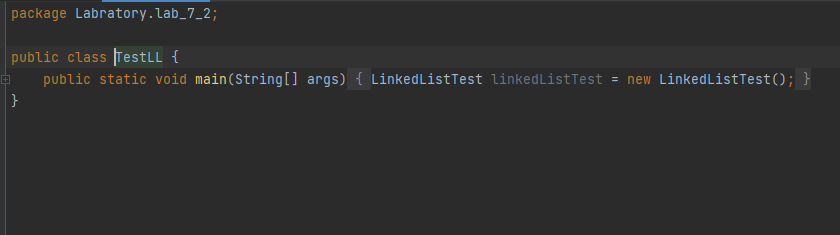 package Labratory.lab_7_2;
public class TestLL {
public static void main(String[] args) { LinkedListTest linkedListTest = new LinkedListTest(); }
}